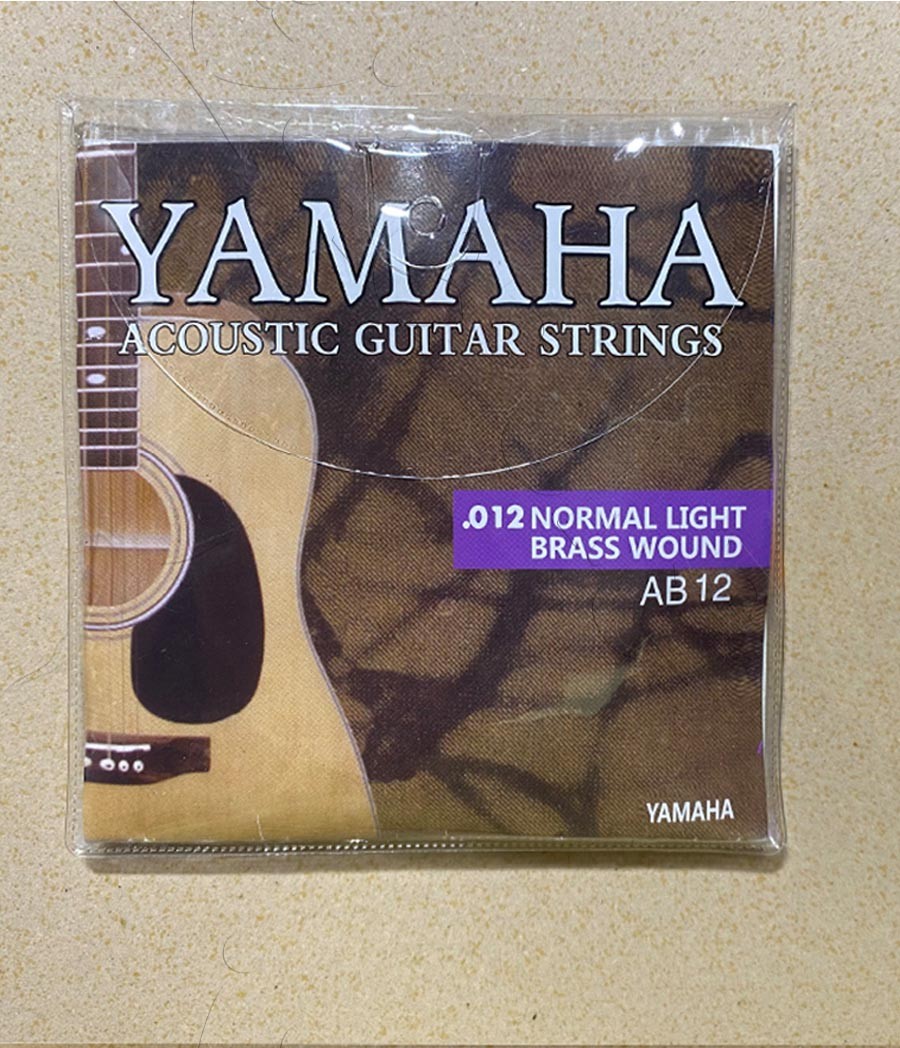 YAMAHA
ACOUSTIC GUITAR STRINGS
.012 NORMAL LIGHT
BRASS WOUND
AB12
YAMAHA